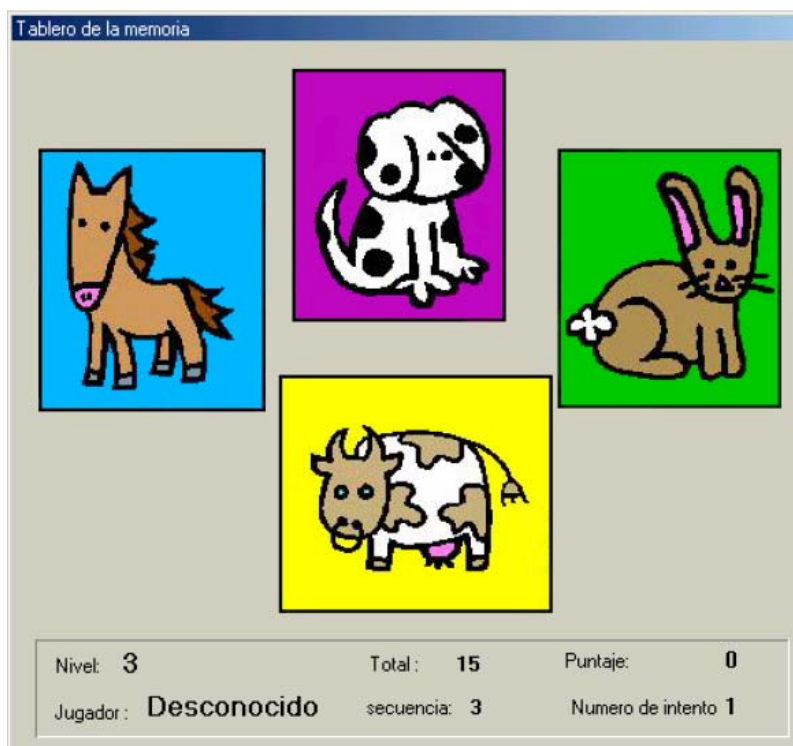 Tablero de la memoria
Nivel: 3 Total : 15 Puntaje: 0
Jugador : Desconocido secuencia: 3 Numero de intento 1